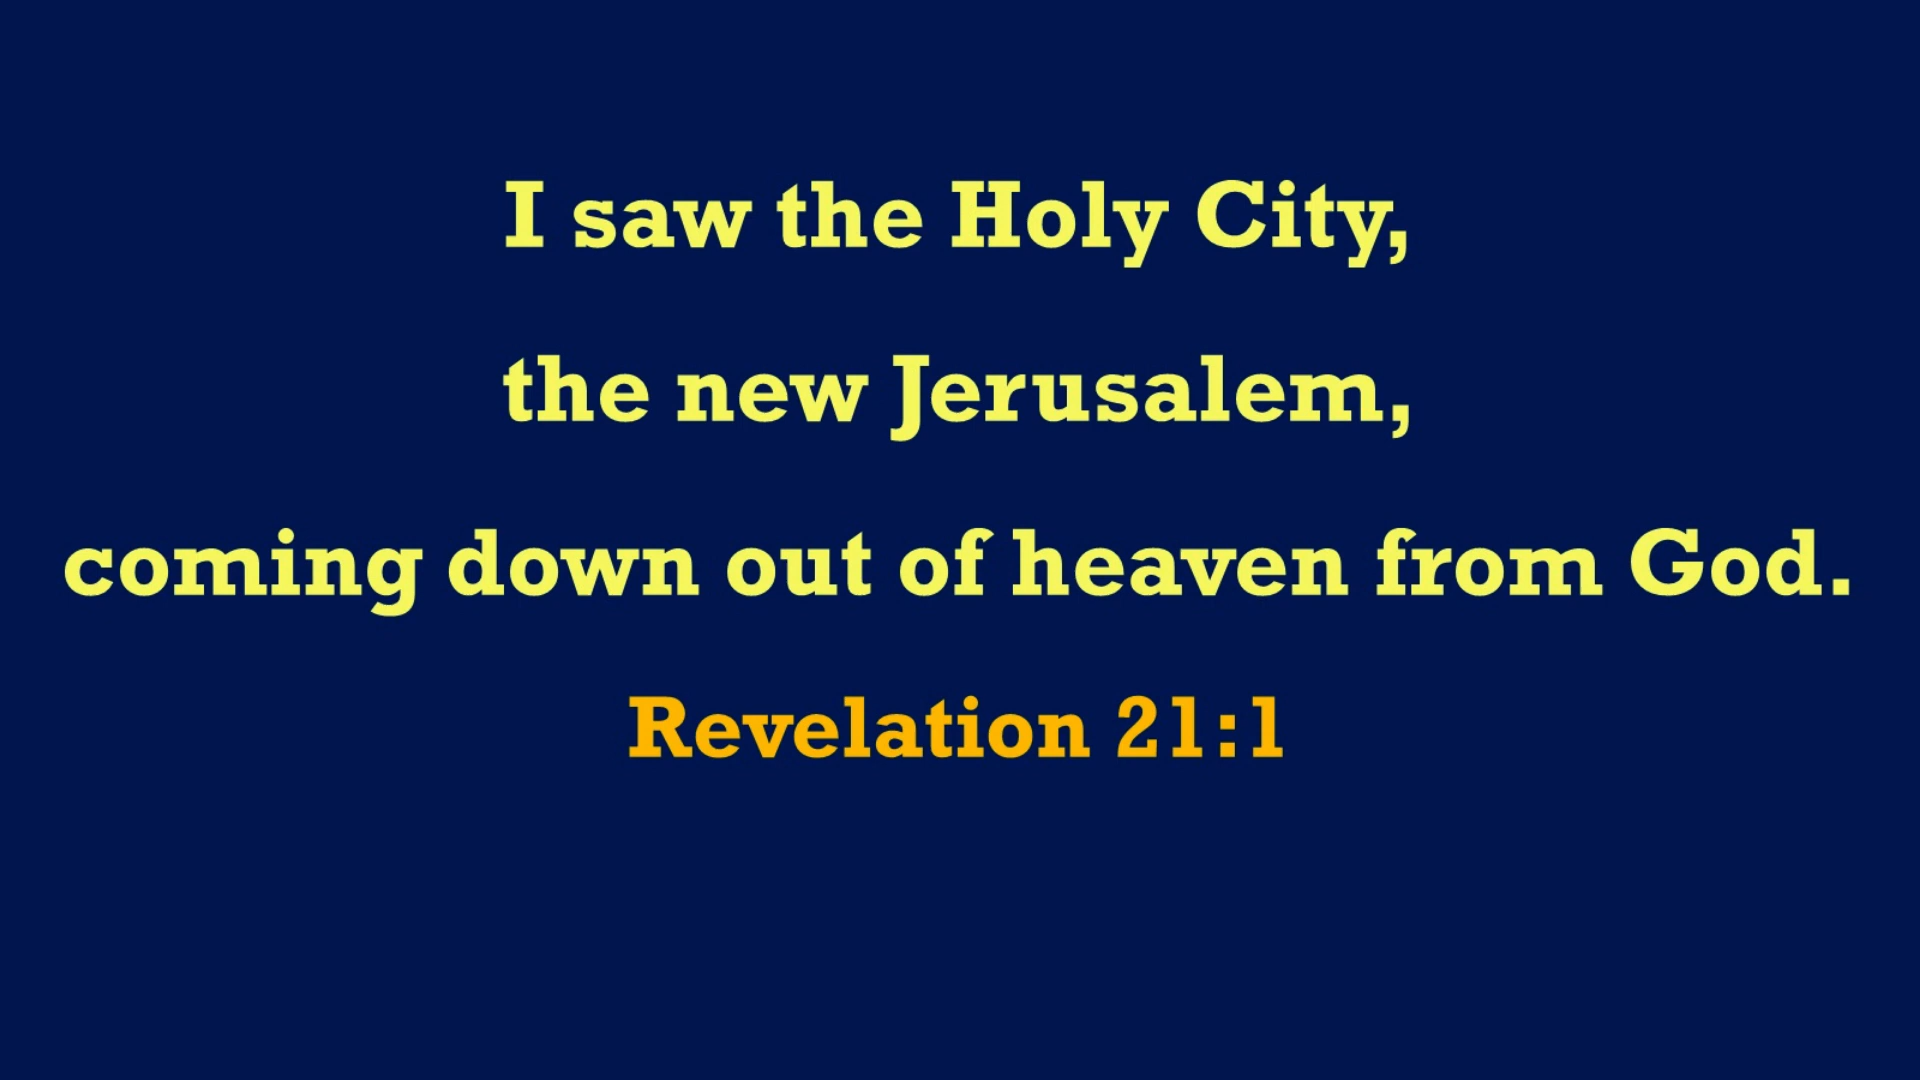 I saw the Holy City,
the new Jerusalem,
coming down out of heaven from God.
Revelation 21:1